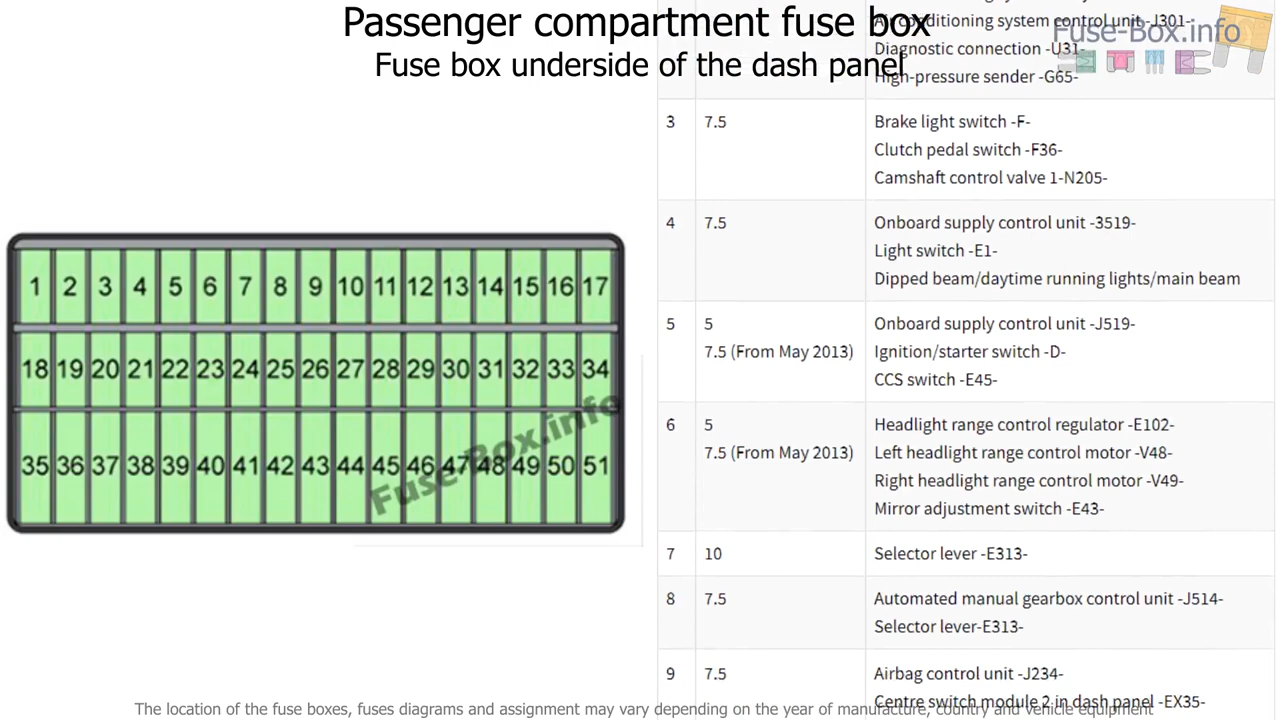 Passenger compartment fuse box
Fuse box underside of the dash panel
Fuse-Box.info
Air conditioning system control unit -J301-
Diagnostic connection -U31-
High-pressure sender -G65-
3 7.5 Brake light switch -F-
Clutch pedal switch -F36-
Camshaft control valve 1-N205-
4 7.5 Onboard supply control unit -3519-
Light switch -E1-
Dipped beam/daytime running lights/main beam
5 5 Onboard supply control unit -J519-
7.5 (From May 2013) Ignition/starter switch -D-
CCS switch -E45-
6 5 Headlight range control regulator -E102-
7.5 (From May 2013) Left headlight range control motor -V48-
Right headlight range control motor -V49-
Mirror adjustment switch -E43-
7 10 Selector lever -E313-
8 7.5 Automated manual gearbox control unit -J514-
Selector lever-E313-
9 7.5 Airbag control unit -J234-
Centre switch module 2 in dash panel -EX35-
1 2 3 4 5 6 7 8 9 10 11 12 13 14 15 16 17
18 19 20 21 22 23 24 25 26 27 28 29 30 31 32 33 34
35 36 37 38 39 40 41 42 43 44 45 46 47 48 49 50 51
Fuse-Box.info
The location of the fuse boxes, fuses diagrams and assignment may vary depending on the year of manufacture, country and vehicle equipment